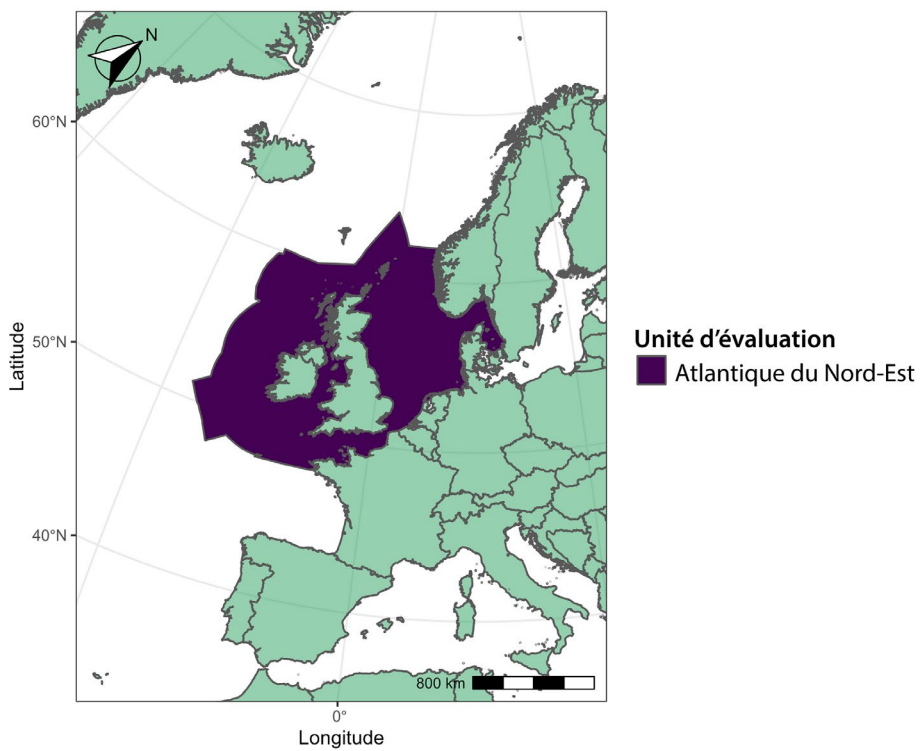 N
60°N
50°N
40°N
Latitude
Unité d'évaluation
Atlantique du Nord-Est
800 km
0°
Longitude